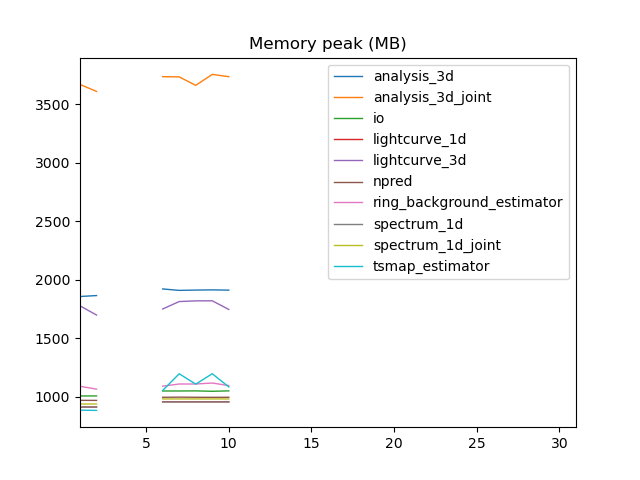 Memory peak (MB)
3500
3000
2500
2000
1500
1000
analysis_3d
analysis_3d_joint
io
lightcurve_1d
lightcurve_3d
npred
ring_background_estimator
spectrum_1d
spectrum_1d_joint
tsmap_estimator
5 10 15 20 25 30